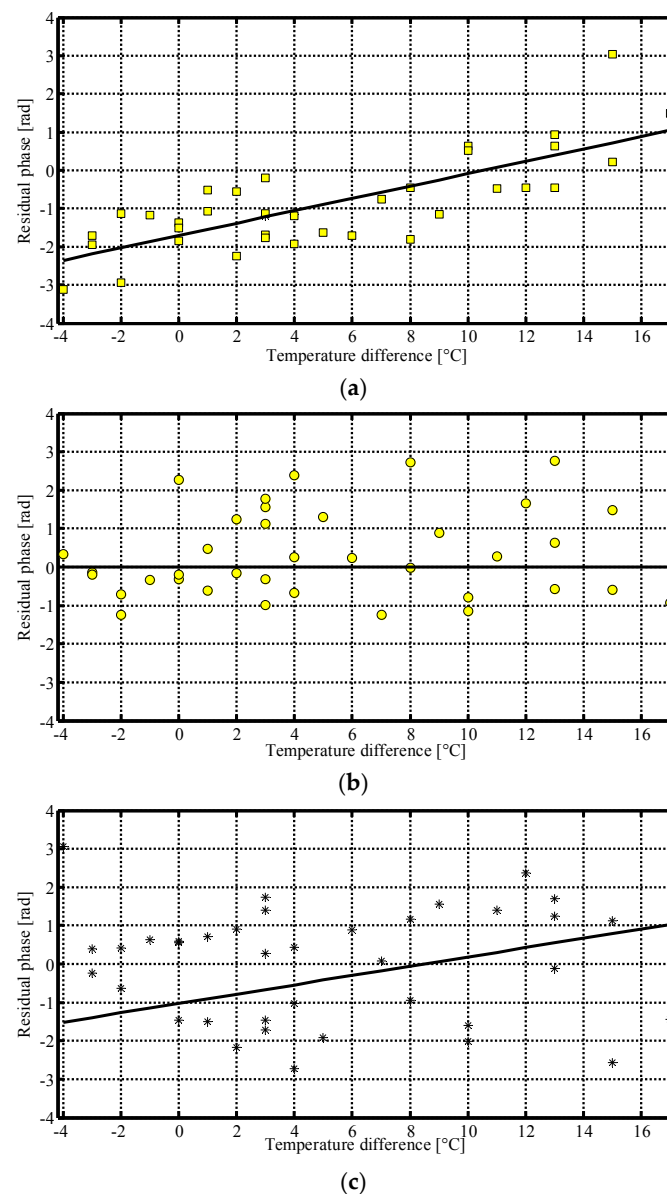 4
3
2
1
0
-1
-2
-3
-4
Residual phase [rad]
-4 -2 0 2 4 6 8 10 12 14 16
Temperature difference [°C]
(a)
4
3
2
1
0
-1
-2
-3
-4
Residual phase [rad]
-4 -2 0 2 4 6 8 10 12 14 16
Temperature difference [°C]
(b)
4
3
2
1
0
-1
-2
-3
-4
Residual phase [rad]
-4 -2 0 2 4 6 8 10 12 14 16
Temperature difference [°C]
(c)